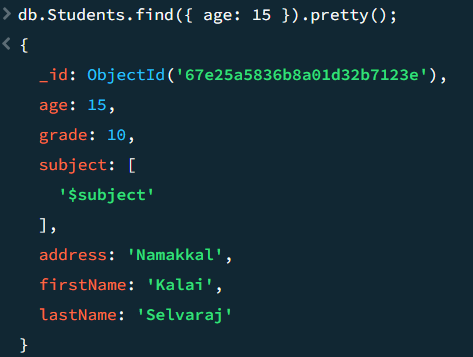 > db.Students.find({ age: 15 }).pretty();
< {
_id: ObjectId('67e25a5836b8a01d32b7123e'),
age: 15,
grade: 10,
subject: [
'$subject'
],
address: 'Namakkal',
firstName: 'Kalai',
lastName: 'Selvaraj'
}